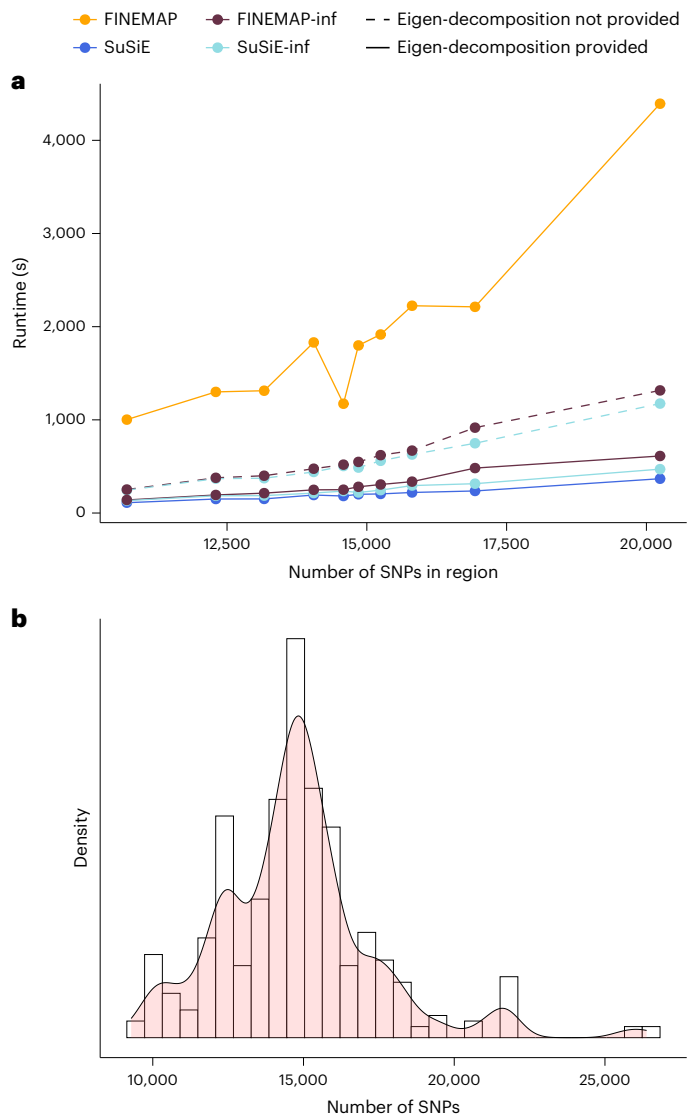 FINEMAP FINEMAP-inf Eigen-decomposition not provided
SuSiE SuSiE-inf Eigen-decomposition provided
a
4,000
3,000
2,000
1,000
0
Runtime (s)
12,500 15,000 17,500 20,000
Number of SNPs in region
b
Density
10,000 15,000 20,000 25,000
Number of SNPs